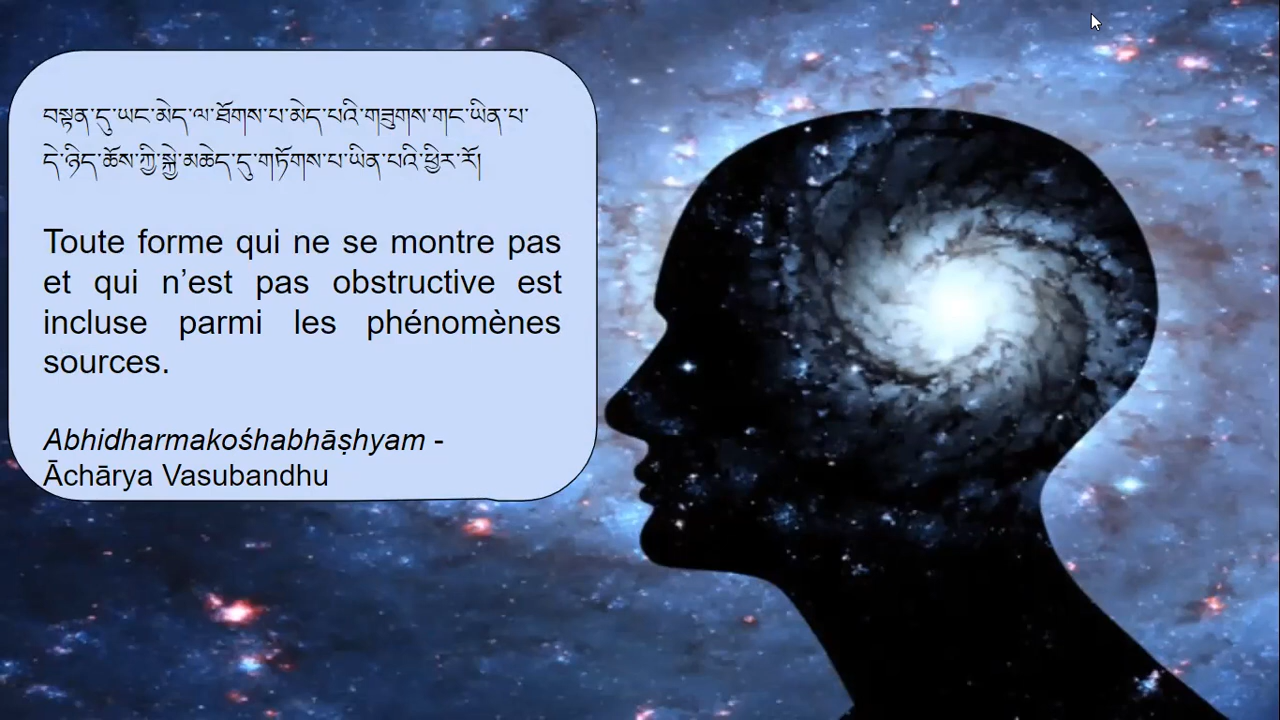 བསྟན་དུ་ཡང་མེད་ལ་ཐོགས་པ་མེད་པའི་གཟུགས་གང་ཡིན་པ་
དེ་ཉིད་ཆོས་ཀྱི་སྐྱེ་མཆེད་དུ་གཏོགས་པ་ཡིན་པའི་ཕྱིར་རོ།
Toute forme qui ne se montre pas
et qui n’est pas obstructive est
incluse parmi les phénomènes
sources.
Abhidharmakośhabhāṣhyam -
Āchārya Vasubandhu